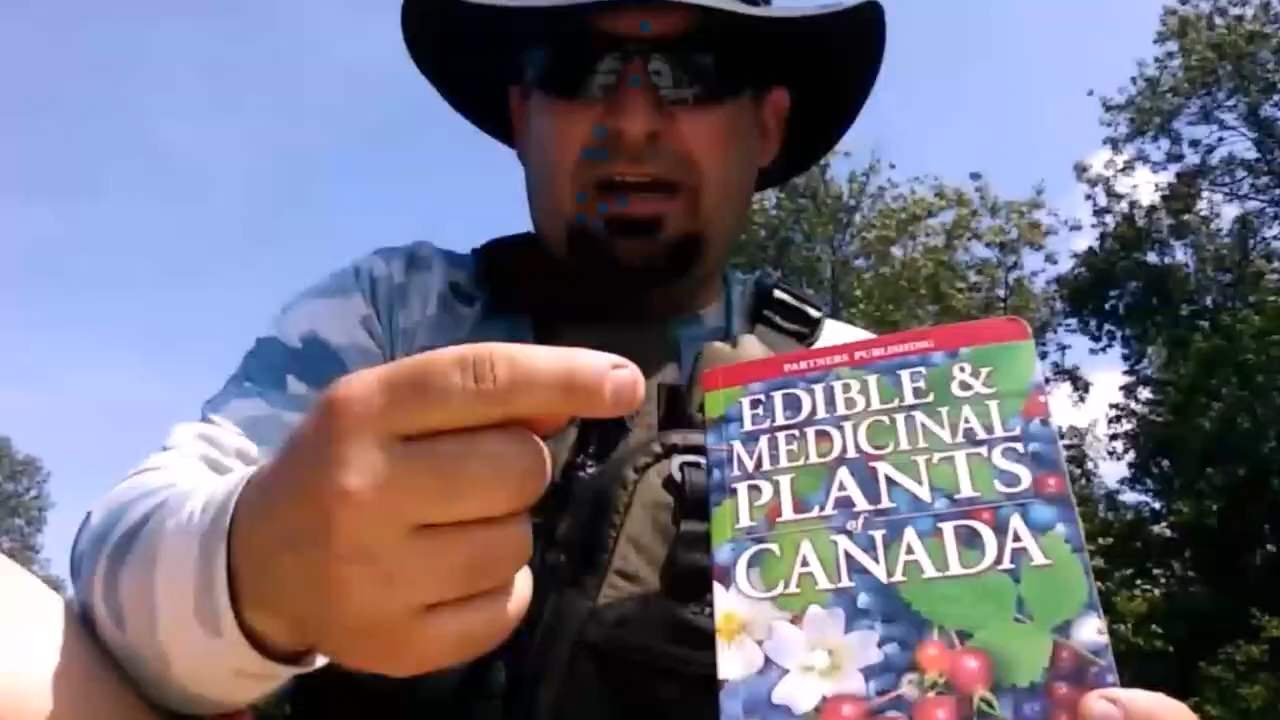 PARTNERS PUBLISHING
EDIBLE &
MEDICINAL
PLANTS
of
CANADA